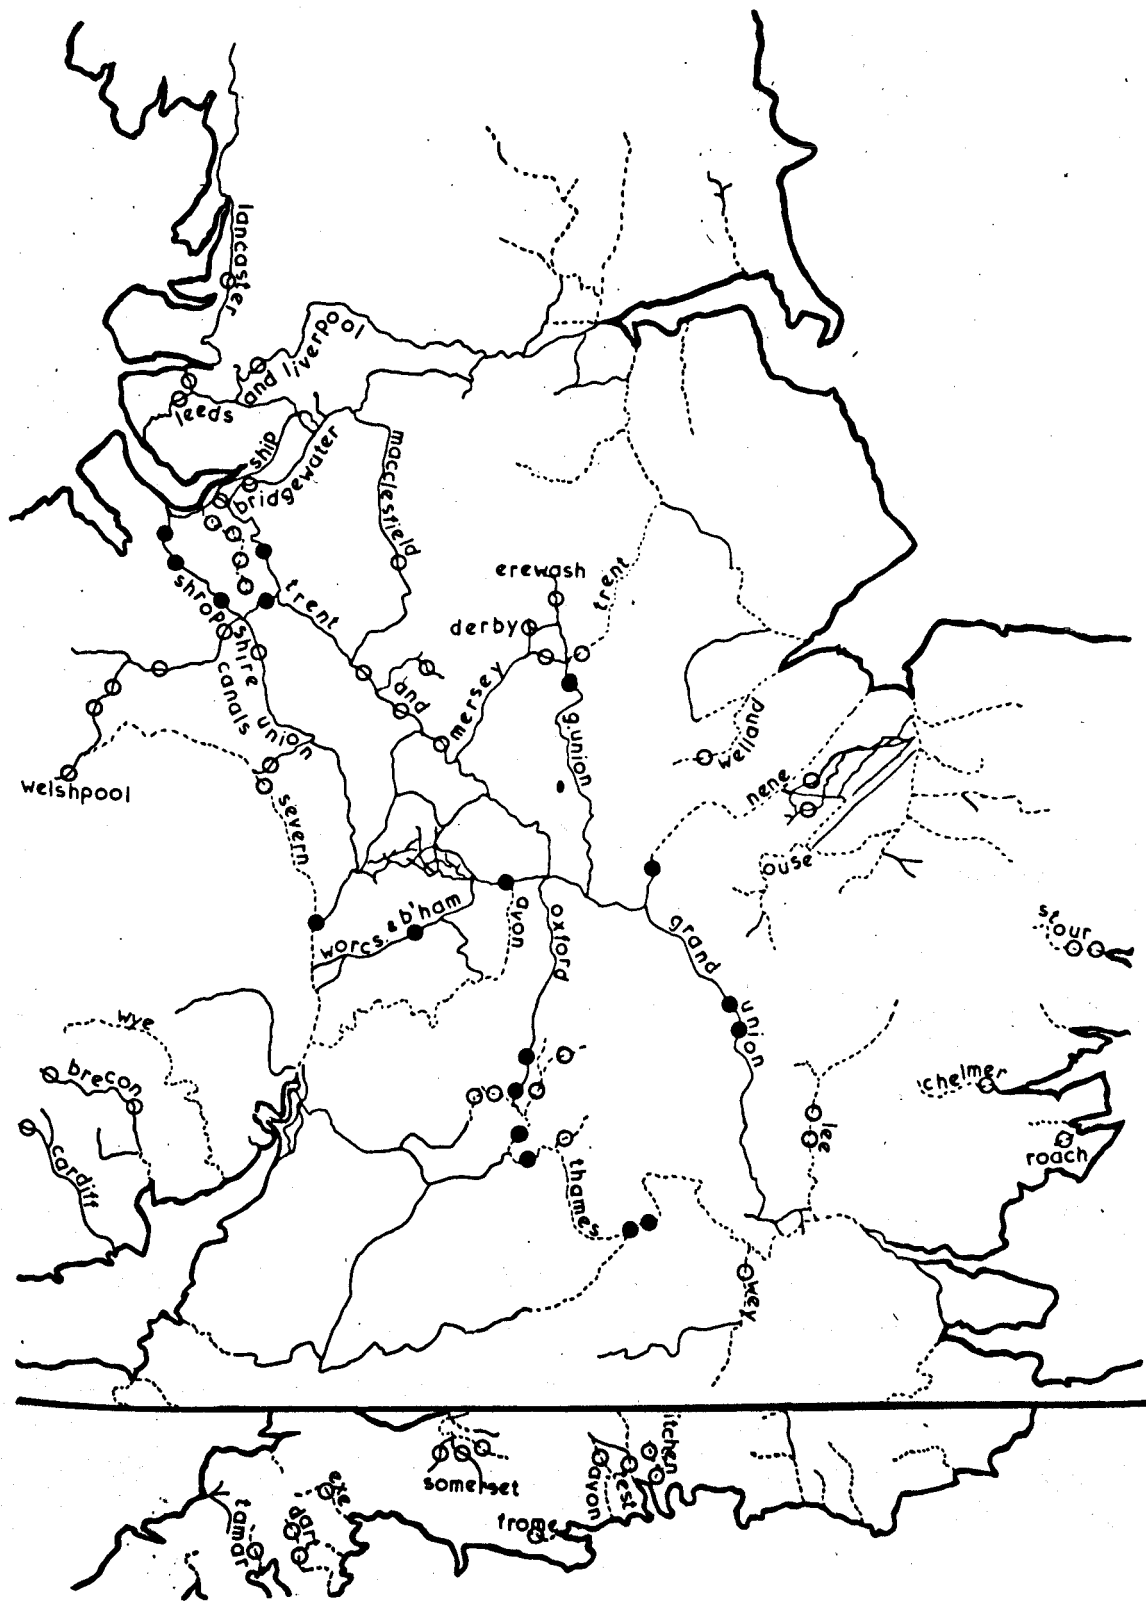 lancaster
and liverpool
leeds
ship
bridgewater
macclesfield
erewash
trent
shrop
shire
canals
trent
derby
and
mersey
union
g.union
welland
welshpool
severn
nene
ouse
worcs. & b'ham
avon
oxford
grand
union
stour
wye
brecon
chelmer
lee
cardiff
thames
roach
wey
itchen
somerset
avon
test
exe
dart
tamar
frome